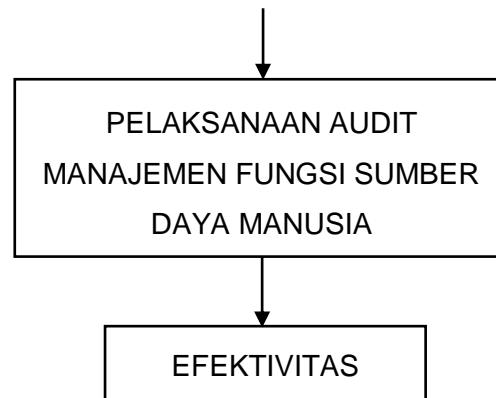 PELAKSANAAN AUDIT
MANAJEMEN FUNGSI SUMBER
DAYA MANUSIA
EFEKTIVITAS